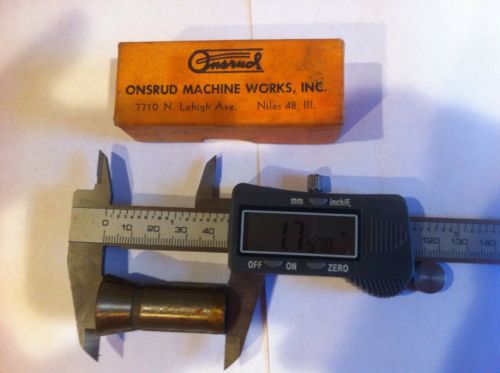 Onsrud
ONSRUD MACHINE WORKS, INC.
7710 N. Lehigh Ave. Niles 48, Ill.
mm inch/F.
0 10 20 30 40
120 130 140
OFF ON ZERO